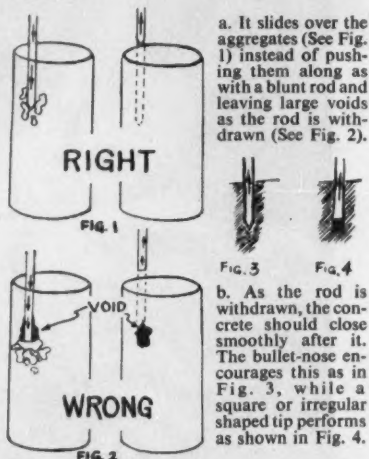 a. It slides over the
aggregates (See Fig.
1) instead of push-
ing them along as
with a blunt rod and
leaving large voids
as the rod is with-
drawn (See Fig. 2).
RIGHT
FIG. 1
FIG. 3
FIG. 4
b. As the rod is
withdrawn, the con-
crete should close
smoothly after it.
The bullet-nose en-
courages this as in
Fig. 3, while a
square or irregular
shaped tip performs
as shown in Fig. 4.
VOID
WRONG
FIG. 2